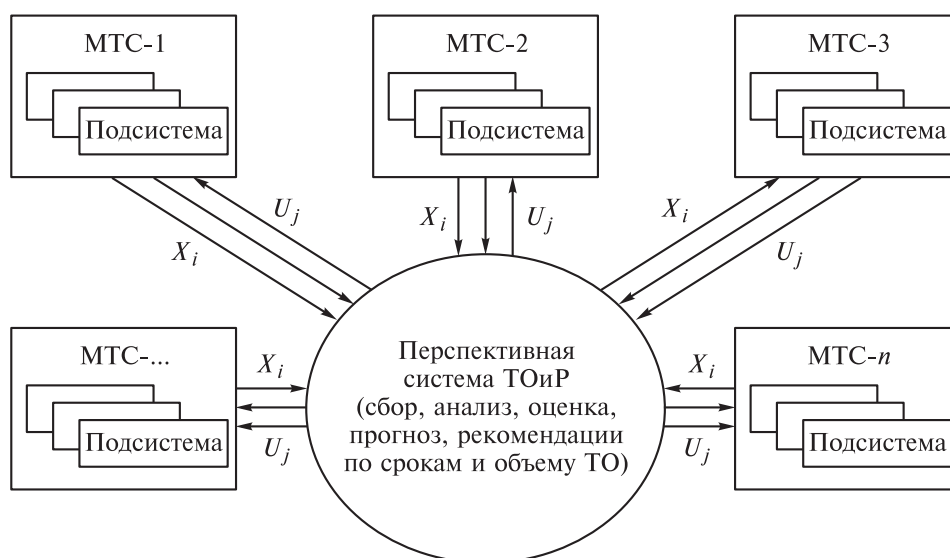 МТС-1
Подсистема
МТС-2
Подсистема
МТС-3
Подсистема
U_j
X_i
X_i
U_j
X_i
U_j
МТС-...
Подсистема
X_i
U_j
Перспективная
система ТОиР
(сбор, анализ, оценка,
прогноз, рекомендации
по срокам и объему ТО)
X_i
U_j
МТС-n
Подсистема